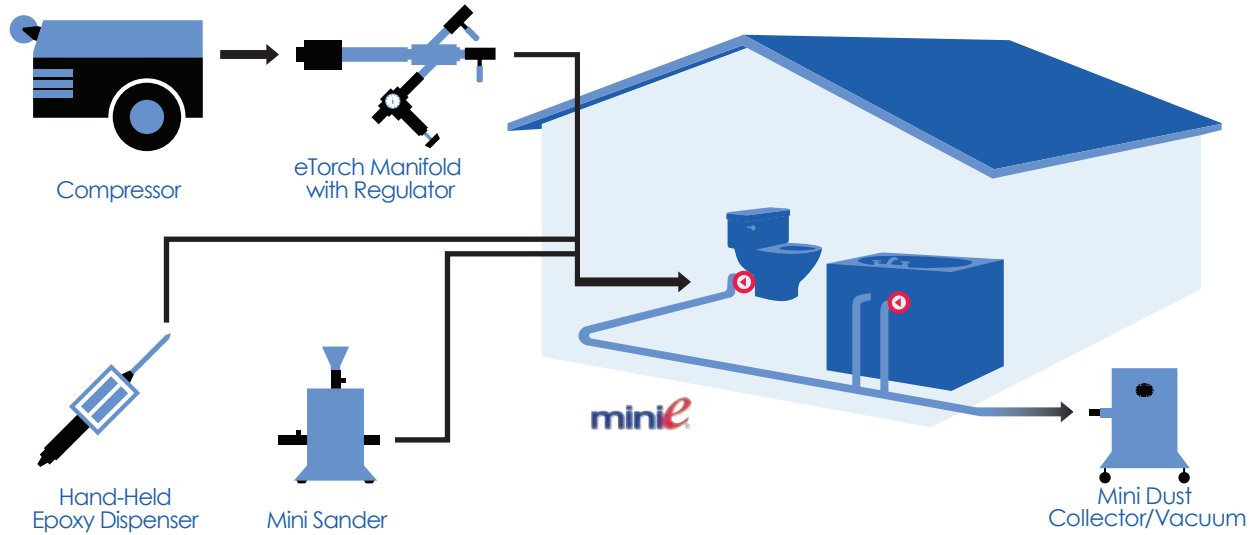 Compressor
eTorch Manifold
with Regulator
Hand-Held
Epoxy Dispenser
Mini Sander
minie
Mini Dust
Collector/Vacuum